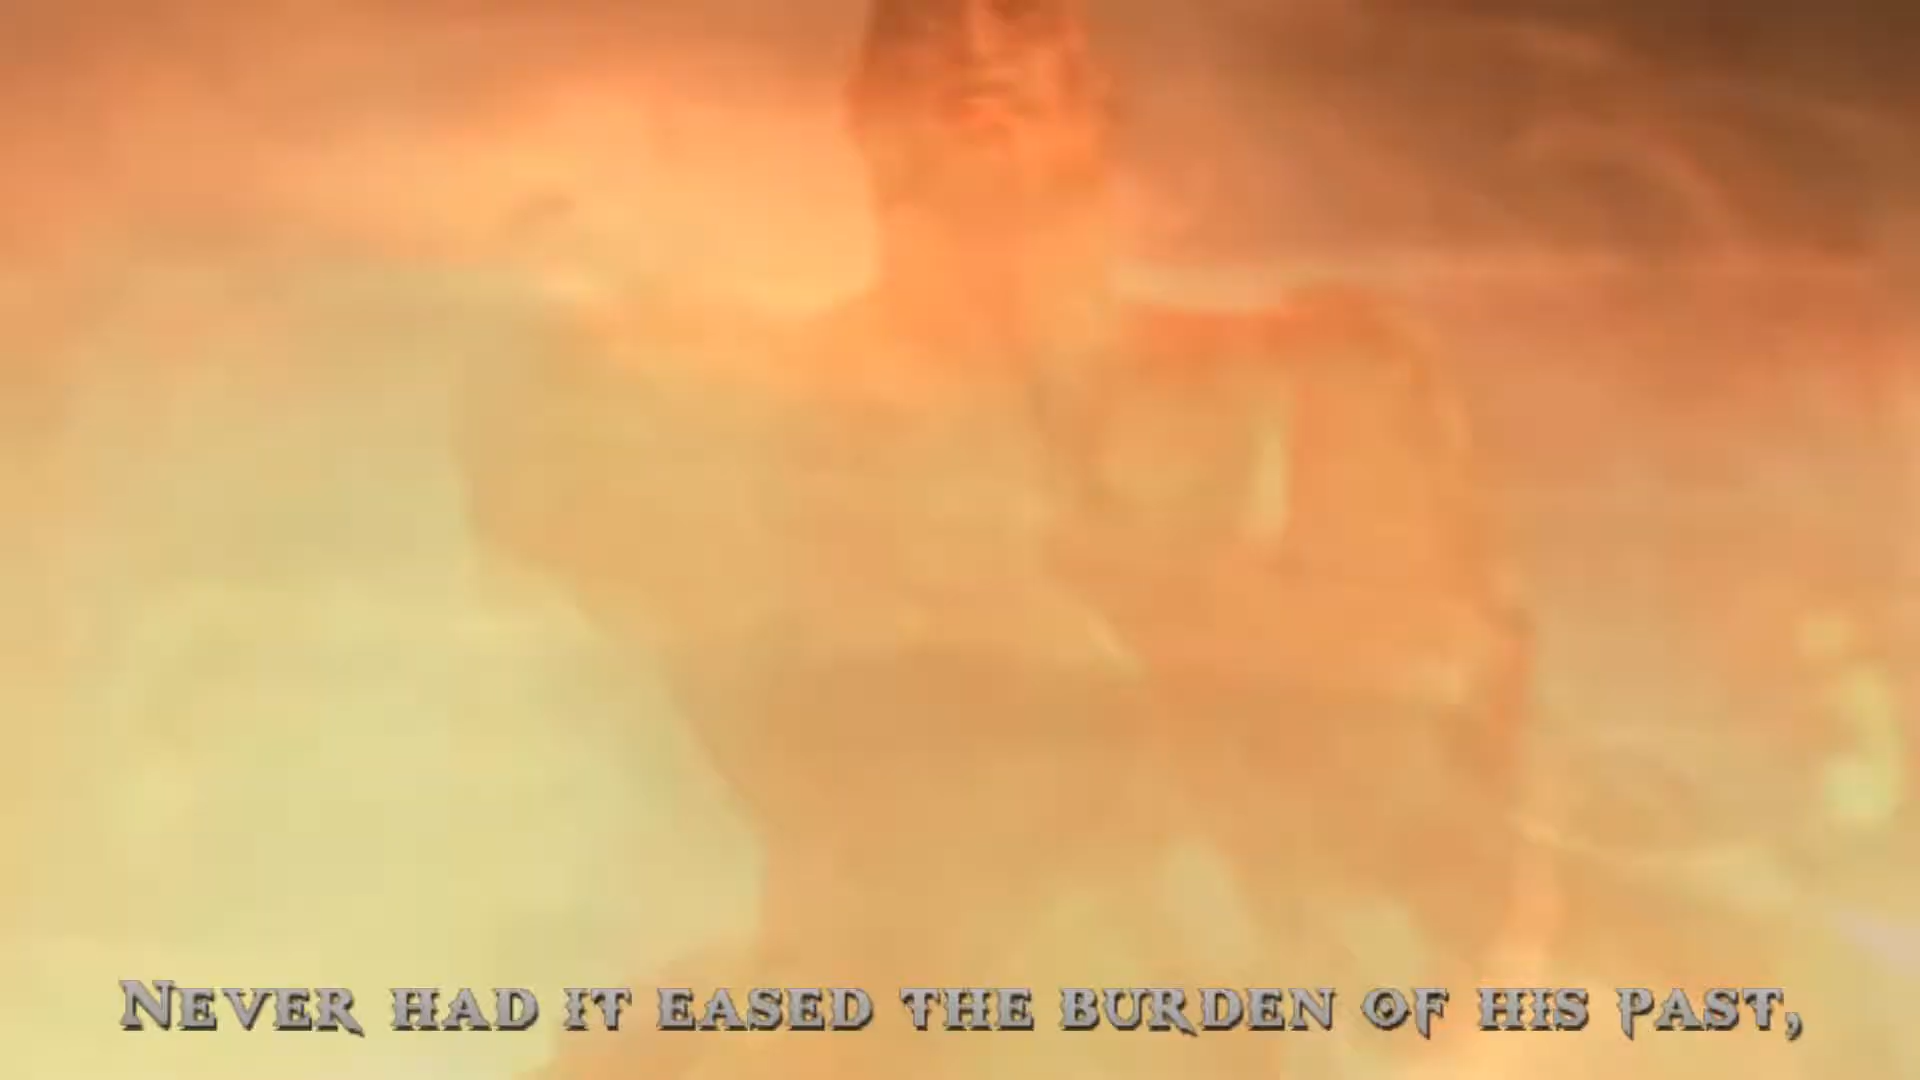 Never had it eased the burden of his past,